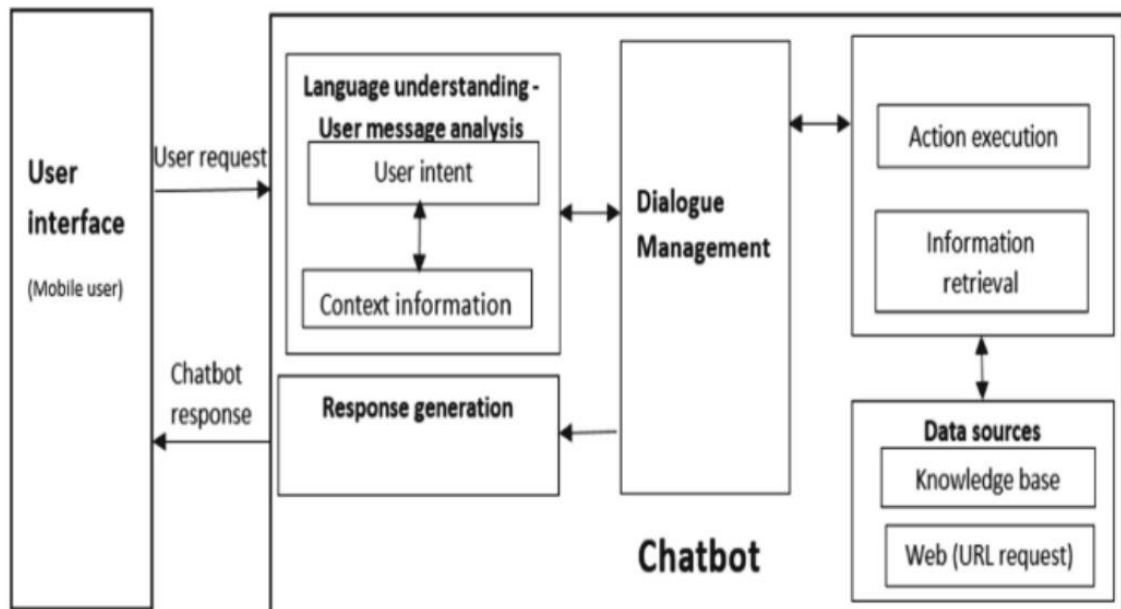 User
interface
(Mobile user)
User request
Chatbot
response
Language understanding -
User message analysis
User intent
Context information
Response generation
Dialogue
Management
Action execution
Information
retrieval
Data sources
Knowledge base
Web (URL request)
Chatbot